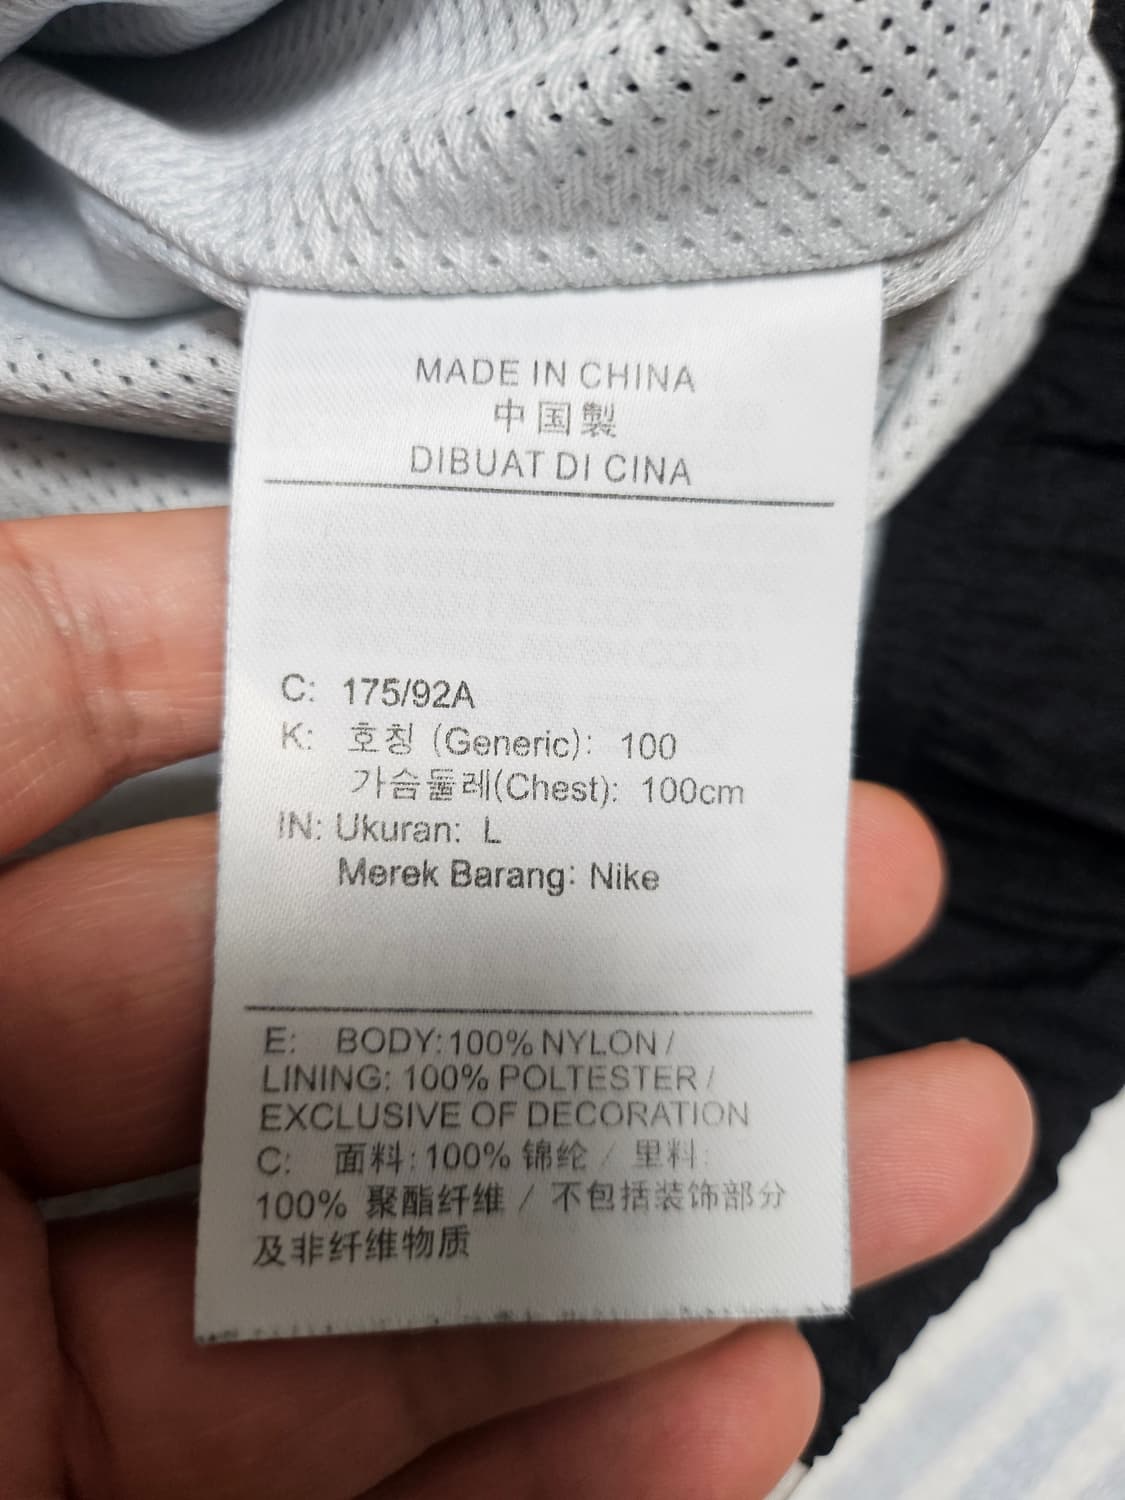 MADE IN CHINA
中国製
DIBUAT DI CINA
C: 175/92A
K: 호칭 (Generic): 100
가슴둘레(Chest): 100cm
IN: Ukuran: L
Merek Barang: Nike
E: BODY:100% NYLON /
LINING: 100% POLTESTER /
EXCLUSIVE OF DECORATION
C: 面料:100% 锦纶 / 里料:
100% 聚酯纤维 / 不包括装饰部分
及非纤维物质